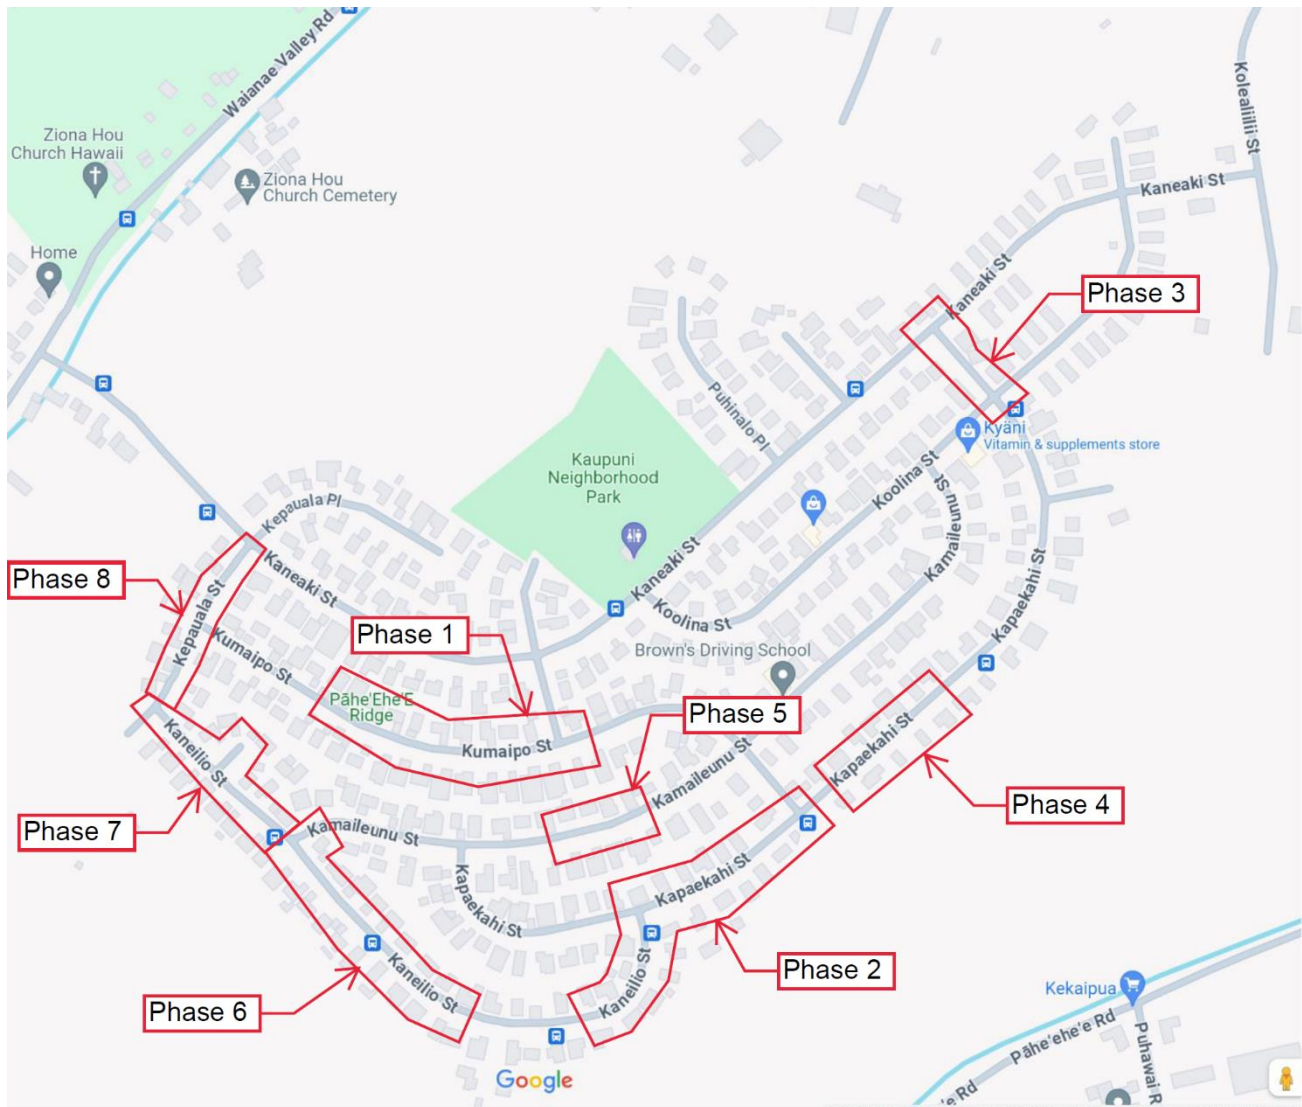 Waianae Valley Rd
Ziona Hou
Church Hawaii
Ziona Hou
Church Cemetery
Home
Kolealiilii St
Kaneaki St
Kaneaki St
Phase 3
Puhinalo Pl
Kyäni
Vitamin & supplements store
Kaupuni
Neighborhood
Park
Koolina St
Kamaileunu St
Kepauala Pl
Kaneaki St
Kaneaki St
Koolina St
Kapaekahi St
Phase 8
Kepauala St
Kumaipo St
Phase 1
Brown's Driving School
Pāhe'Ehe'E
Ridge
Phase 5
Kaneilio St
Kumaipo St
Kamaileunu St
Kapaekahi St
Phase 4
Phase 7
Kamaileunu St
Kapaekahi St
Kapaekahi St
Phase 2
Kaneilio St
Kaneilio St
Phase 6
Kekaipua
Pāhe'ehe'e Rd
Puhawai R
'e Rd
Google